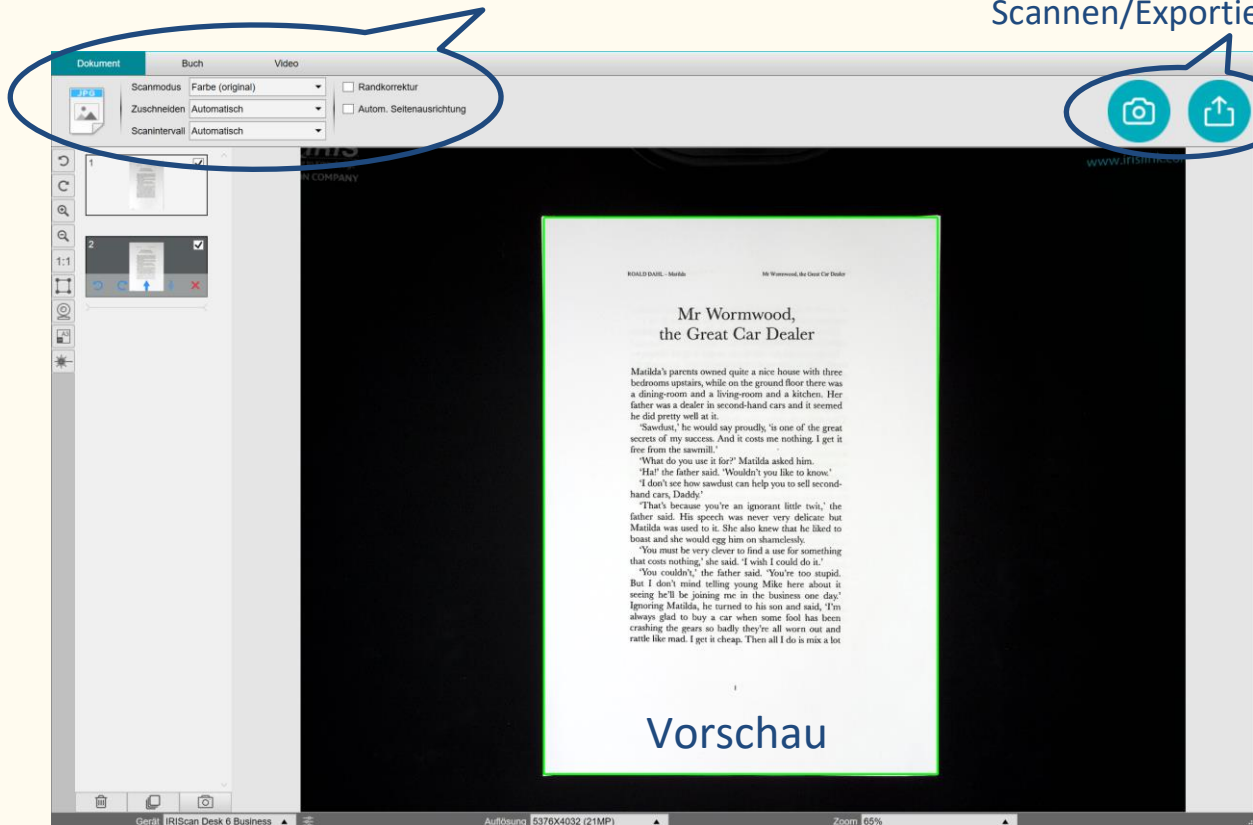 Scannen/Exportie
Dokument
Buch
Video
JPG
Scanmodus Farbe (original)
Randkorrektur
Zuschneiden Automatisch
Autom. Seitenausrichtung
Scanintervall Automatisch
1
2
1:1
A3
IRIS
N COMPANY
www.irislink.co
ROALD DAHL – Matilda
Mr Wormwood, the Great Car Dealer
Mr Wormwood,
the Great Car Dealer
Matilda's parents owned quite a nice house with three
bedrooms upstairs, while on the ground floor there was
a dining-room and a living-room and a kitchen. Her
father was a dealer in second-hand cars and it seemed
he did pretty well at it.
'Sawdust,' he would say proudly, 'is one of the great
secrets of my success. And it costs me nothing. I get it
free from the sawmill.'
'What do you use it for?' Matilda asked him.
'Ha!' the father said. 'Wouldn't you like to know.'
'I don't see how sawdust can help you to sell second-
hand cars, Daddy.'
'That's because you're an ignorant little twit,' the
father said. His speech was never very delicate but
Matilda was used to it. She also knew that he liked to
boast and she would egg him on shamelessly.
'You must be very clever to find a use for something
that costs nothing,' she said. 'I wish I could do it.'
'You couldn't,' the father said. 'You're too stupid.
But I don't mind telling young Mike here about it
seeing he'll be joining me in the business one day.'
Ignoring Matilda, he turned to his son and said, 'I'm
always glad to buy a car when some fool has been
crashing the gears so badly they're all worn out and
rattle like mad. I get it cheap. Then all I do is mix a lot
1
Vorschau
Gerät IRIScan Desk 6 Business
Auflösung 5376X4032 (21MP)
Zoom 65%